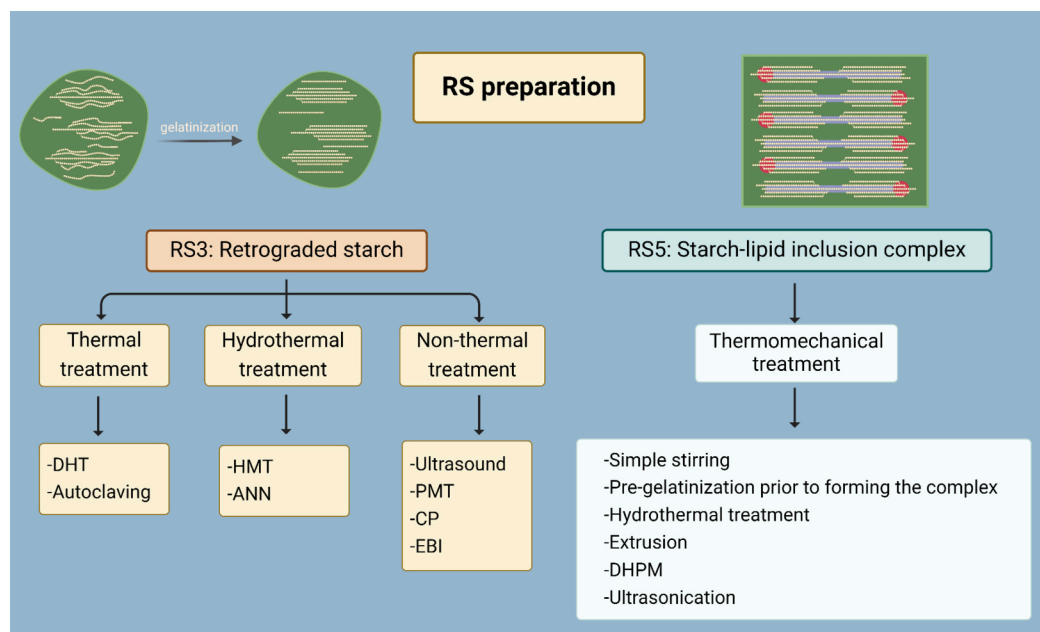 RS preparation
gelatinization
RS3: Retrograded starch
RS5: Starch-lipid inclusion complex
Thermal
treatment
Hydrothermal
treatment
Non-thermal
treatment
Thermomechanical
treatment
-DHT
-Autoclaving
-HMT
-ANN
-Ultrasound
-PMT
-CP
-EBI
-Simple stirring
-Pre-gelatinization prior to forming the complex
-Hydrothermal treatment
-Extrusion
-DHPM
-Ultrasonication